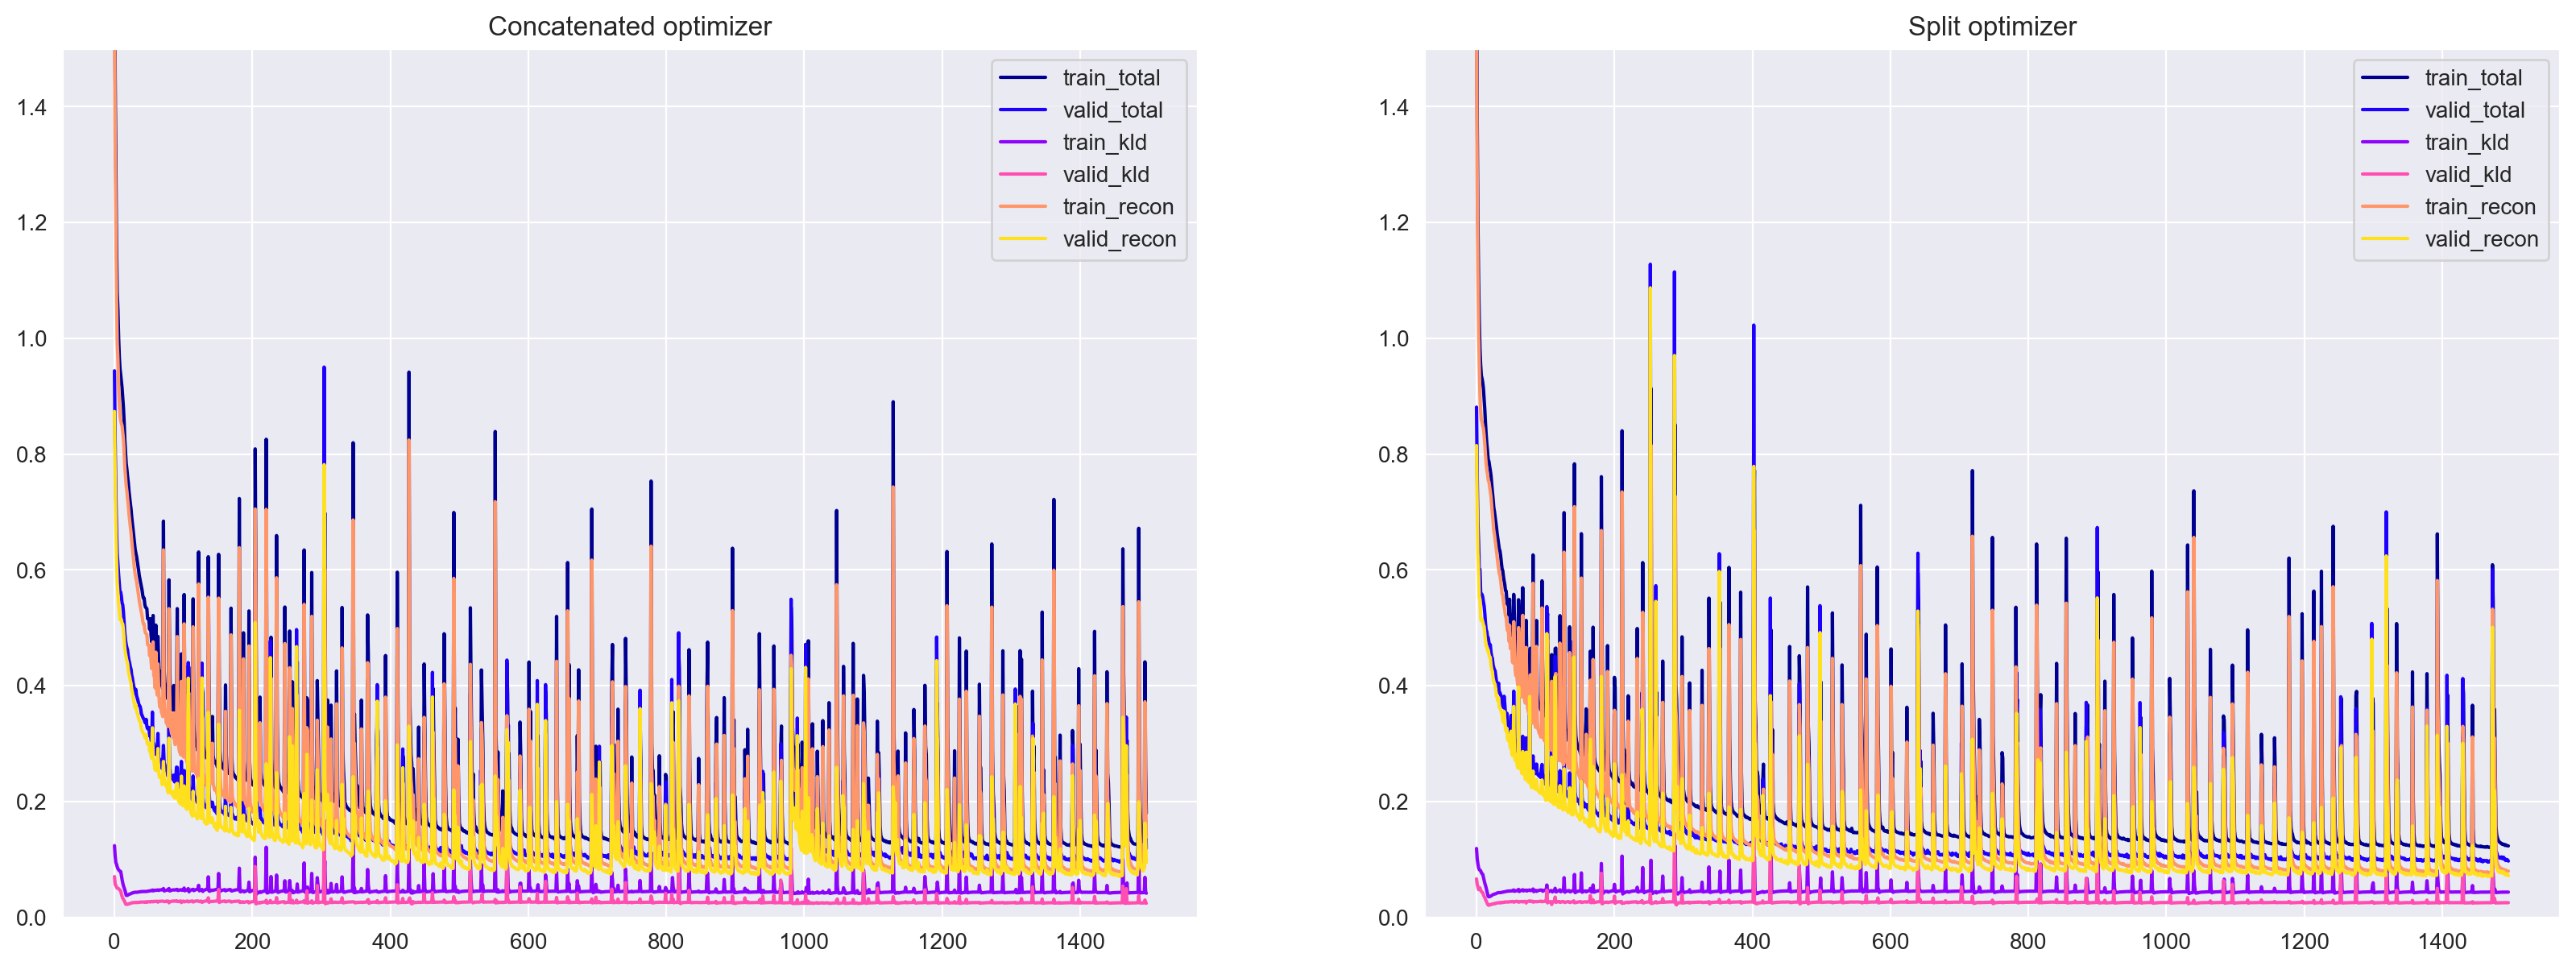 Concatenated optimizer
1.4
1.2
1.0
0.8
0.6
0.4
0.2
0.0
0 200 400 600 800 1000 1200 1400
train_total
valid_total
train_kld
valid_kld
train_recon
valid_recon
Split optimizer
1.4
1.2
1.0
0.8
0.6
0.4
0.2
0.0
0 200 400 600 800 1000 1200 1400
train_total
valid_total
train_kld
valid_kld
train_recon
valid_recon